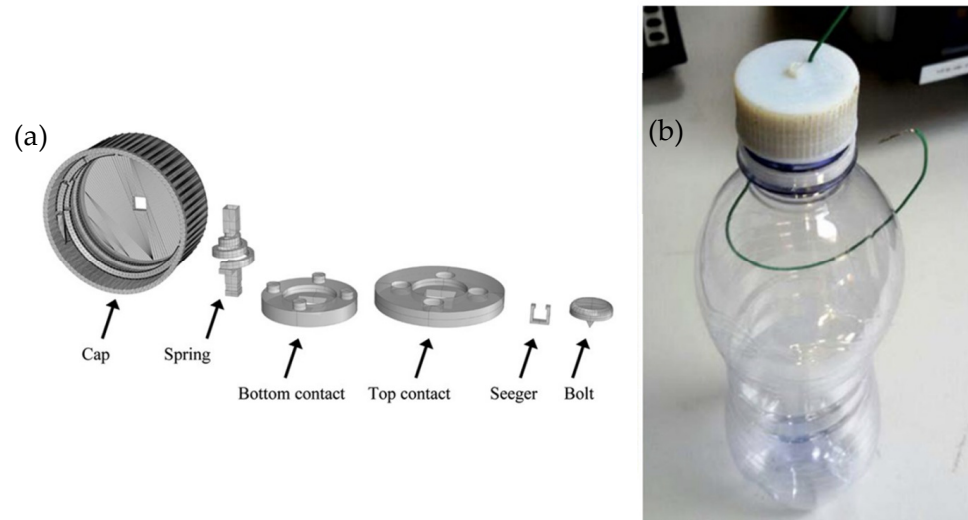 (a)
Cap
Spring
Bottom contact
Top contact
Seeger
Bolt
(b)